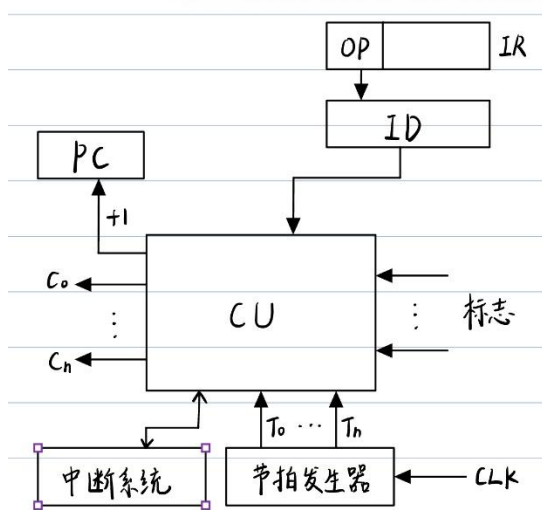 OP IR
ID
PC
+1
C₀
⋮
Cₙ
CU
⋮ 标志
T₀ ⋯ Tₙ
中断系统
节拍发生器
CLK